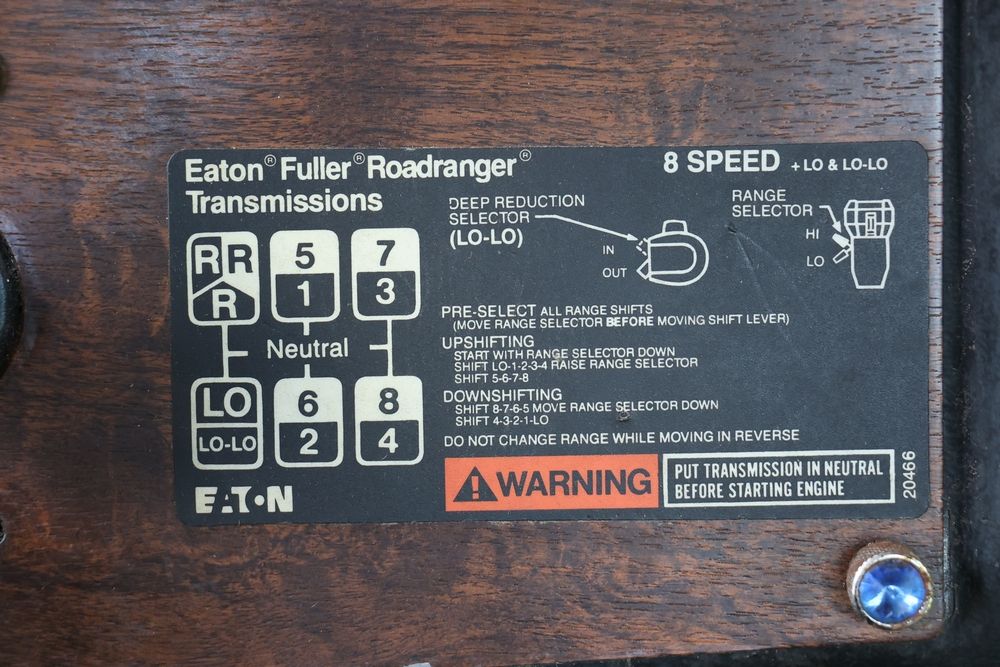 Eaton® Fuller® Roadranger®
Transmissions
8 SPEED + LO & LO-LO
DEEP REDUCTION
SELECTOR
(LO-LO)
IN
OUT
RANGE
SELECTOR
HI
LO
R R 5 7
R 1 3
Neutral
LO 6 8
LO-LO 2 4
EATON
PRE-SELECT ALL RANGE SHIFTS
(MOVE RANGE SELECTOR BEFORE MOVING SHIFT LEVER)
UPSHIFTING
START WITH RANGE SELECTOR DOWN
SHIFT LO-1-2-3-4 RAISE RANGE SELECTOR
SHIFT 5-6-7-8
DOWNSHIFTING
SHIFT 8-7-6-5 MOVE RANGE SELECTOR DOWN
SHIFT 4-3-2-1-LO
DO NOT CHANGE RANGE WHILE MOVING IN REVERSE
WARNING
PUT TRANSMISSION IN NEUTRAL
BEFORE STARTING ENGINE
20466